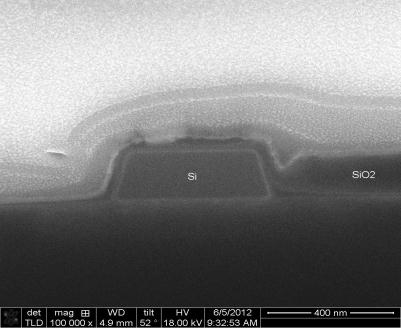 Si
SiO2
det mag WD tilt HV 6/5/2012 400 nm
TLD 100 000 x 4.9 mm 52 ° 18.00 kV 9:32:53 AM